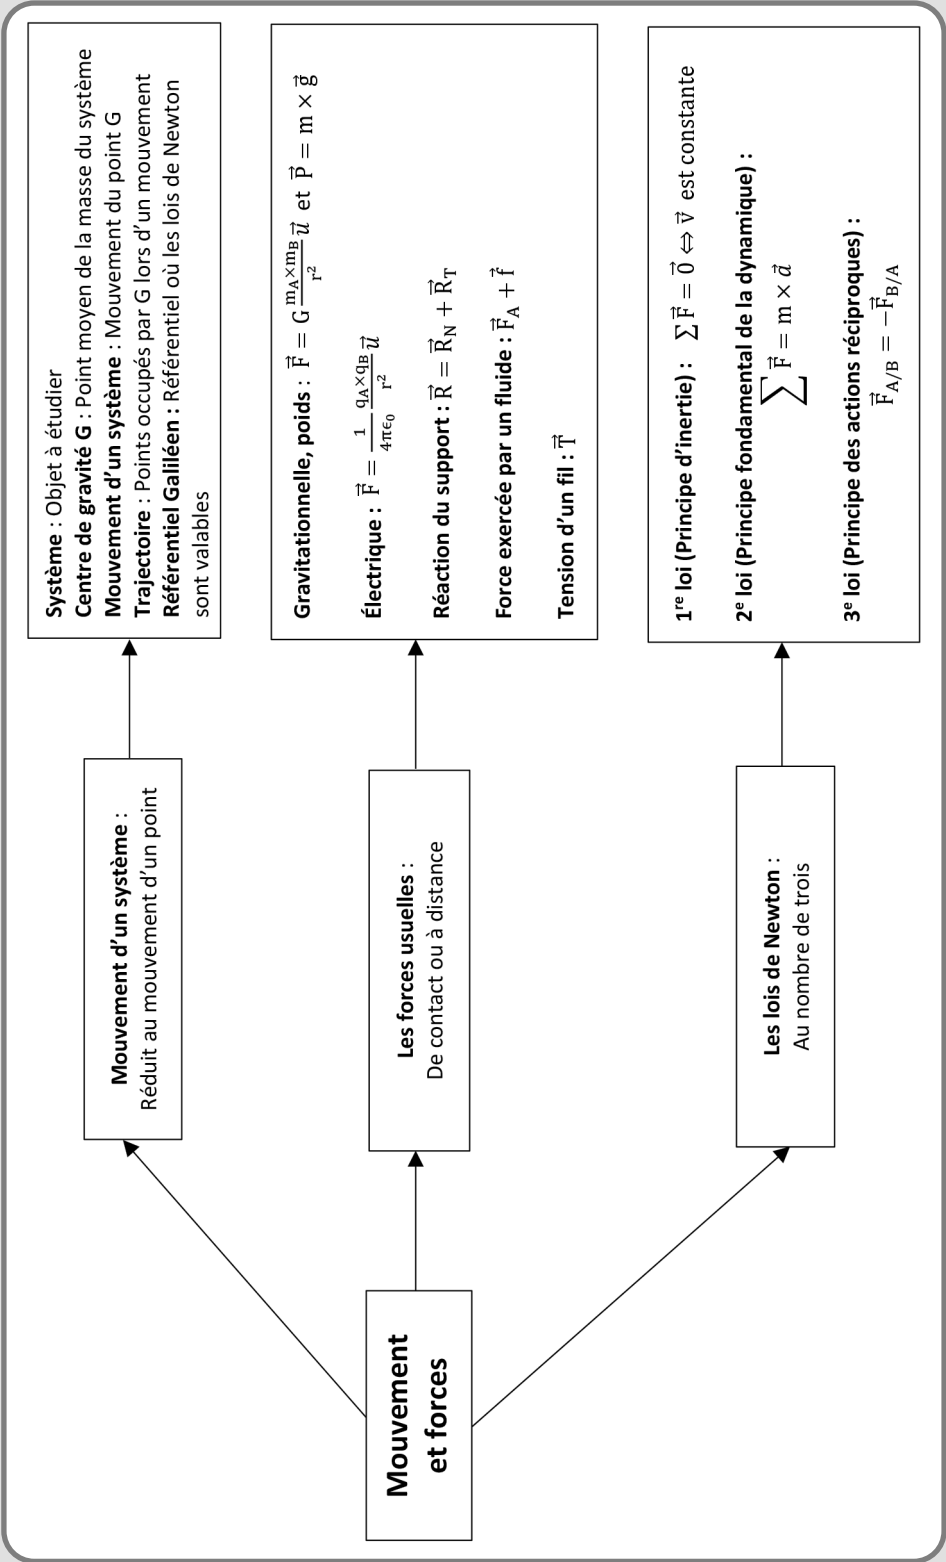 Mouvement
et forces
Mouvement d’un système :
Réduit au mouvement d’un point
Système : Objet à étudier
Centre de gravité G : Point moyen de la masse du système
Mouvement d’un système : Mouvement du point G
Trajectoire : Points occupés par G lors d’un mouvement
Référentiel Galiléen : Référentiel où les lois de Newton
sont valables
Les forces usuelles :
De contact ou à distance
Gravitationnelle, poids : F⃗ = G (m_A×m_B)/r² u⃗ et P⃗ = m × g⃗
Électrique : F⃗ = 1/(4πϵ₀) (q_A×q_B)/r² u⃗
Réaction du support : R⃗ = R⃗_N + R⃗_T
Force exercée par un fluide : F⃗_A + f⃗
Tension d’un fil : T⃗
Les lois de Newton :
Au nombre de trois
1re loi (Principe d’inertie) : ∑ F⃗ = 0⃗ ⇔ v⃗ est constante
2e loi (Principe fondamental de la dynamique) :
∑ F⃗ = m × a⃗
3e loi (Principe des actions réciproques) :
F⃗_A/B = −F⃗_B/A